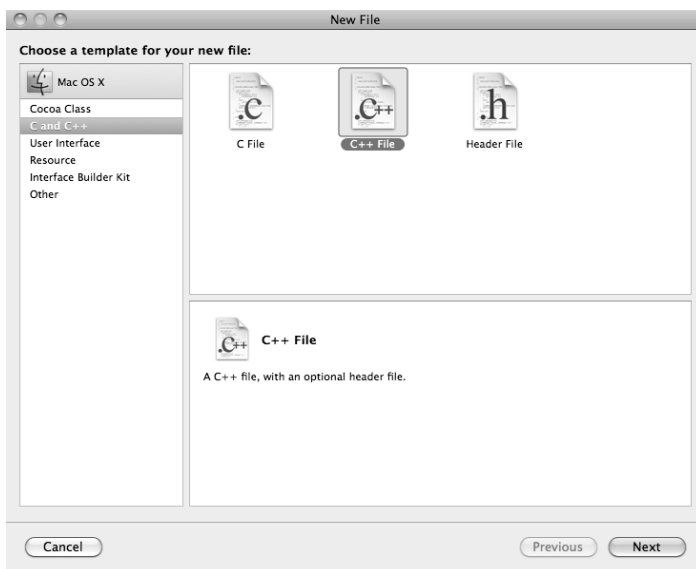 New File
Choose a template for your new file:
Mac OS X
Cocoa Class
C and C++
User Interface
Resource
Interface Builder Kit
Other
.C
.C++
.h
C File
C++ File
Header File
.C++
C++ File
A C++ file, with an optional header file.
Cancel
Previous
Next